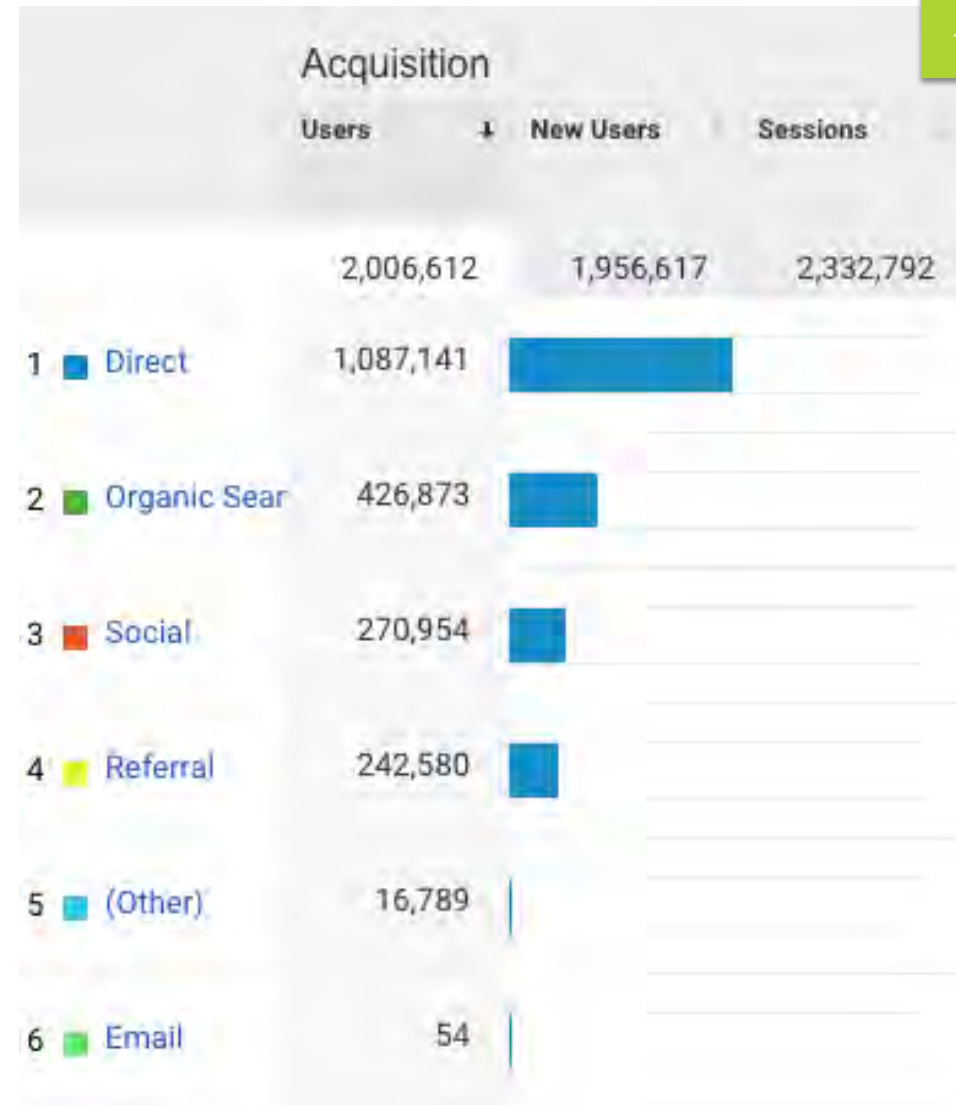 Acquisition
Users New Users Sessions
2,006,612 1,956,617 2,332,792
1 Direct 1,087,141
2 Organic Sear 426,873
3 Social 270,954
4 Referral 242,580
5 (Other) 16,789
6 Email 54